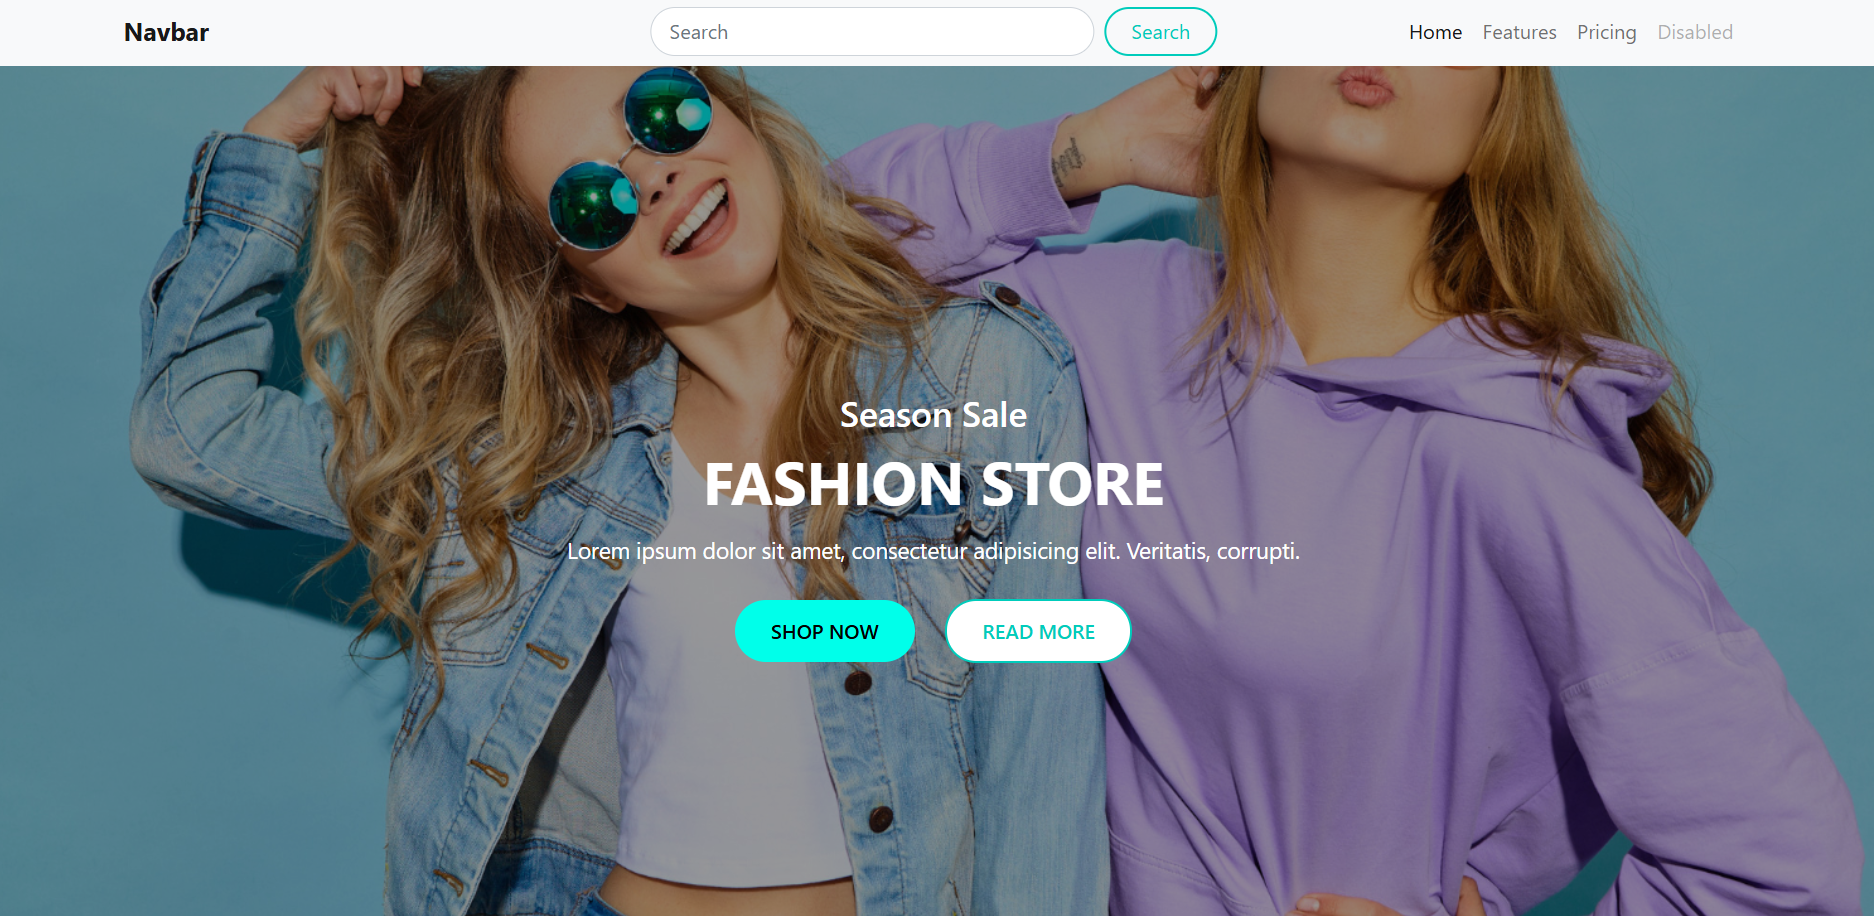 Navbar
Search
Search
Home Features Pricing Disabled
Season Sale
FASHION STORE
Lorem ipsum dolor sit amet, consectetur adipisicing elit. Veritatis, corrupti.
SHOP NOW
READ MORE